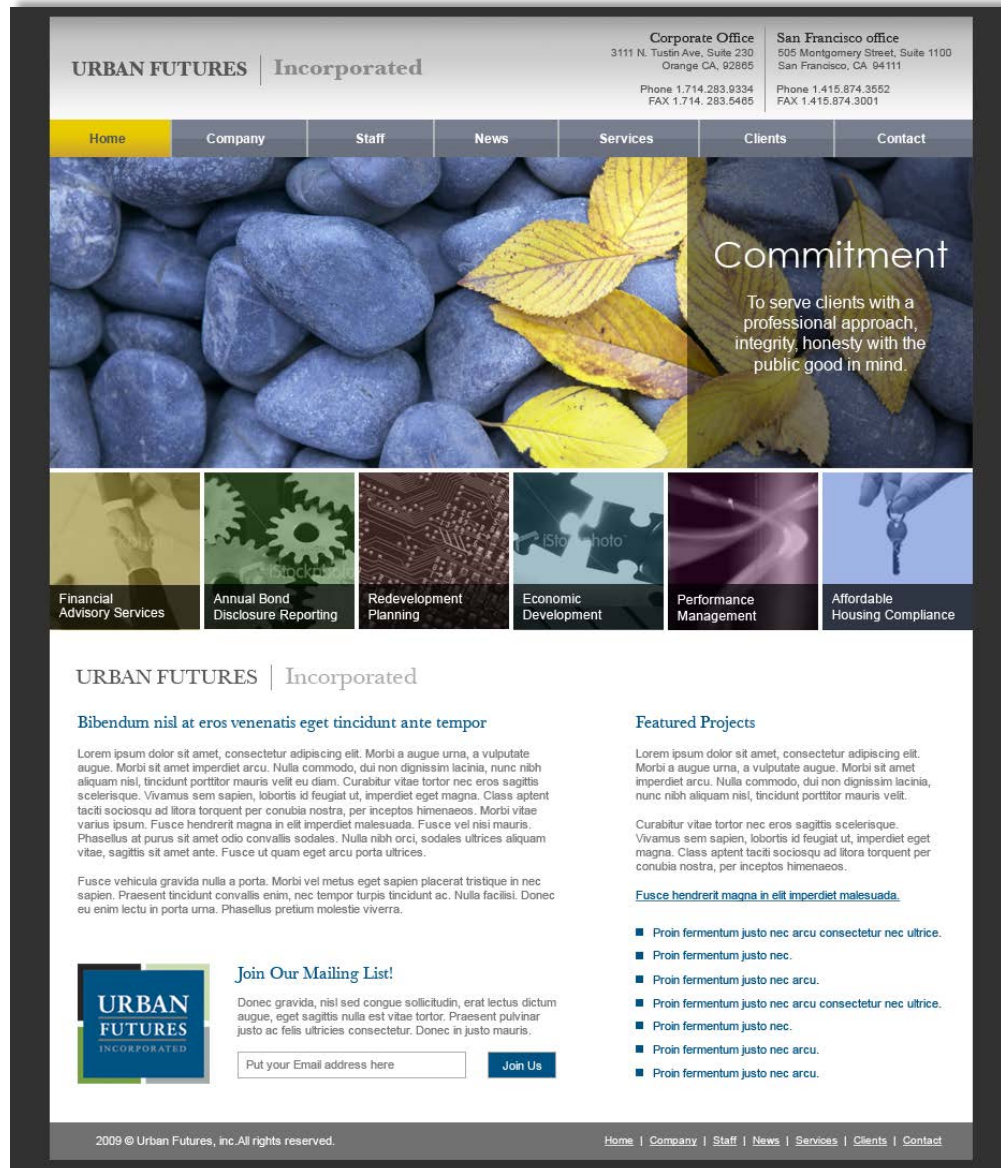 URBAN FUTURES | Incorporated
Corporate Office
3111 N. Tustin Ave, Suite 230
Orange CA, 92865
Phone 1.714.283.9334
FAX 1.714. 283.5465
San Francisco office
505 Montgomery Street, Suite 1100
San Francisco, CA 94111
Phone 1.415.874.3552
FAX 1.415.874.3001
Home Company Staff News Services Clients Contact
Commitment
To serve clients with a
professional approach,
integrity, honesty with the
public good in mind.
iStockphoto
iStockphoto
Financial
Advisory Services
Annual Bond
Disclosure Reporting
Redevelopment
Planning
Economic
Development
Performance
Management
Affordable
Housing Compliance
URBAN FUTURES | Incorporated
Bibendum nisl at eros venenatis eget tincidunt ante tempor
Lorem ipsum dolor sit amet, consectetur adipiscing elit. Morbi a augue urna, a vulputate
augue. Morbi sit amet imperdiet arcu. Nulla commodo, dui non dignissim lacinia, nunc nibh
aliquam nisl, tincidunt porttitor mauris velit eu diam. Curabitur vitae tortor nec eros sagittis
scelerisque. Vivamus sem sapien, lobortis id feugiat ut, imperdiet eget magna. Class aptent
taciti sociosqu ad litora torquent per conubia nostra, per inceptos himenaeos. Morbi vitae
varius ipsum. Fusce hendrerit magna in elit imperdiet malesuada. Fusce vel nisi mauris.
Phasellus at purus sit amet odio convallis sodales. Nulla nibh orci, sodales ultrices aliquam
vitae, sagittis sit amet ante. Fusce ut quam eget arcu porta ultrices.
Fusce vehicula gravida nulla a porta. Morbi vel metus eget sapien placerat tristique in nec
sapien. Praesent tincidunt convallis enim, nec tempor turpis tincidunt ac. Nulla facilisi. Donec
eu enim lectu in porta urna. Phasellus pretium molestie viverra.
URBAN
FUTURES
INCORPORATED
Join Our Mailing List!
Donec gravida, nisl sed congue sollicitudin, erat lectus dictum
augue, eget sagittis nulla est vitae tortor. Praesent pulvinar
justo ac felis ultricies consectetur. Donec in justo mauris.
Put your Email address here
Join Us
Featured Projects
Lorem ipsum dolor sit amet, consectetur adipiscing elit.
Morbi a augue urna, a vulputate augue. Morbi sit amet
imperdiet arcu. Nulla commodo, dui non dignissim lacinia,
nunc nibh aliquam nisl, tincidunt porttitor mauris velit.
Curabitur vitae tortor nec eros sagittis scelerisque.
Vivamus sem sapien, lobortis id feugiat ut, imperdiet eget
magna. Class aptent taciti sociosqu ad litora torquent per
conubia nostra, per inceptos himenaeos.
Fusce hendrerit magna in elit imperdiet malesuada.
Proin fermentum justo nec arcu consectetur nec ultrice.
Proin fermentum justo nec.
Proin fermentum justo nec arcu.
Proin fermentum justo nec arcu consectetur nec ultrice.
Proin fermentum justo nec.
Proin fermentum justo nec arcu.
Proin fermentum justo nec arcu.
2009 © Urban Futures, inc.All rights reserved.
Home | Company | Staff | News | Services | Clients | Contact